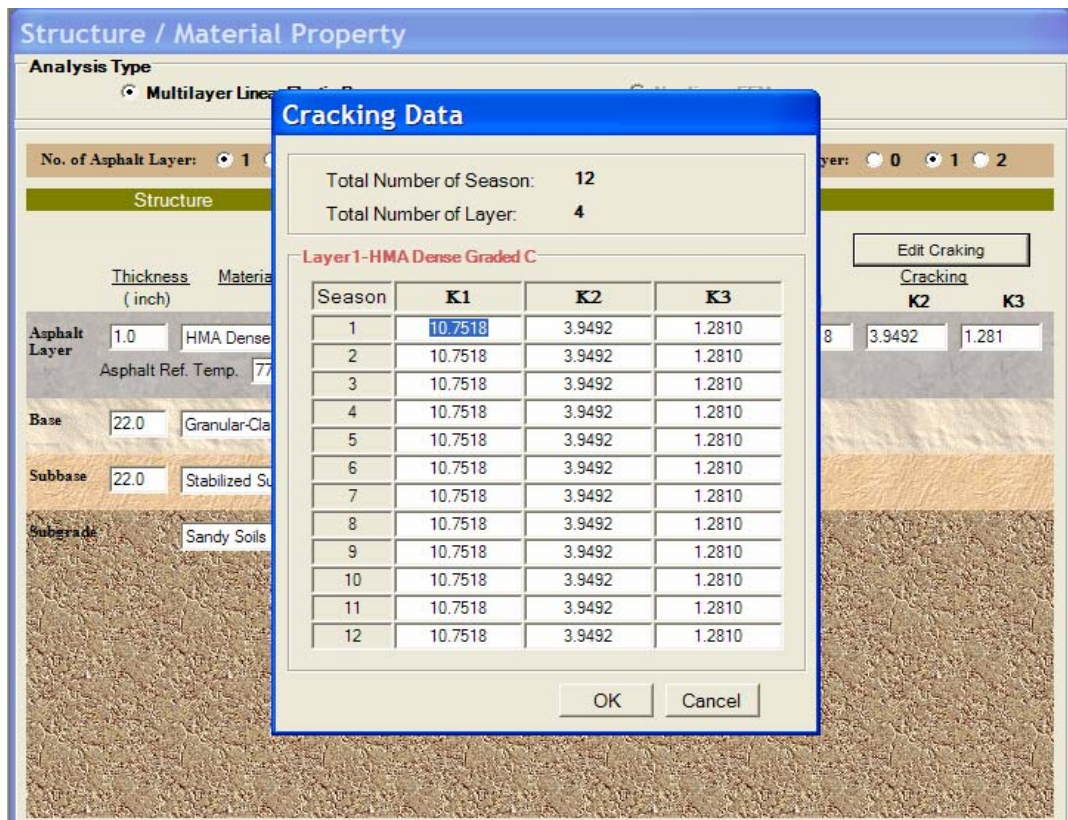 Structure / Material Property
Analysis Type
Multilayer Linea
No. of Asphalt Layer: 1
yer: 0 1 2
Structure
Edit Craking
Thickness Materia
( inch)
Cracking
K2 K3
Asphalt Layer 1.0 HMA Dense 8 3.9492 1.281
Asphalt Ref. Temp. 77
Base 22.0 Granular-Cla
Subbase 22.0 Stabilized Su
Subgrade Sandy Soils
Cracking Data
Total Number of Season: 12
Total Number of Layer: 4
Layer1-HMA Dense Graded C
Season K1 K2 K3
1 10.7518 3.9492 1.2810
2 10.7518 3.9492 1.2810
3 10.7518 3.9492 1.2810
4 10.7518 3.9492 1.2810
5 10.7518 3.9492 1.2810
6 10.7518 3.9492 1.2810
7 10.7518 3.9492 1.2810
8 10.7518 3.9492 1.2810
9 10.7518 3.9492 1.2810
10 10.7518 3.9492 1.2810
11 10.7518 3.9492 1.2810
12 10.7518 3.9492 1.2810
OK Cancel